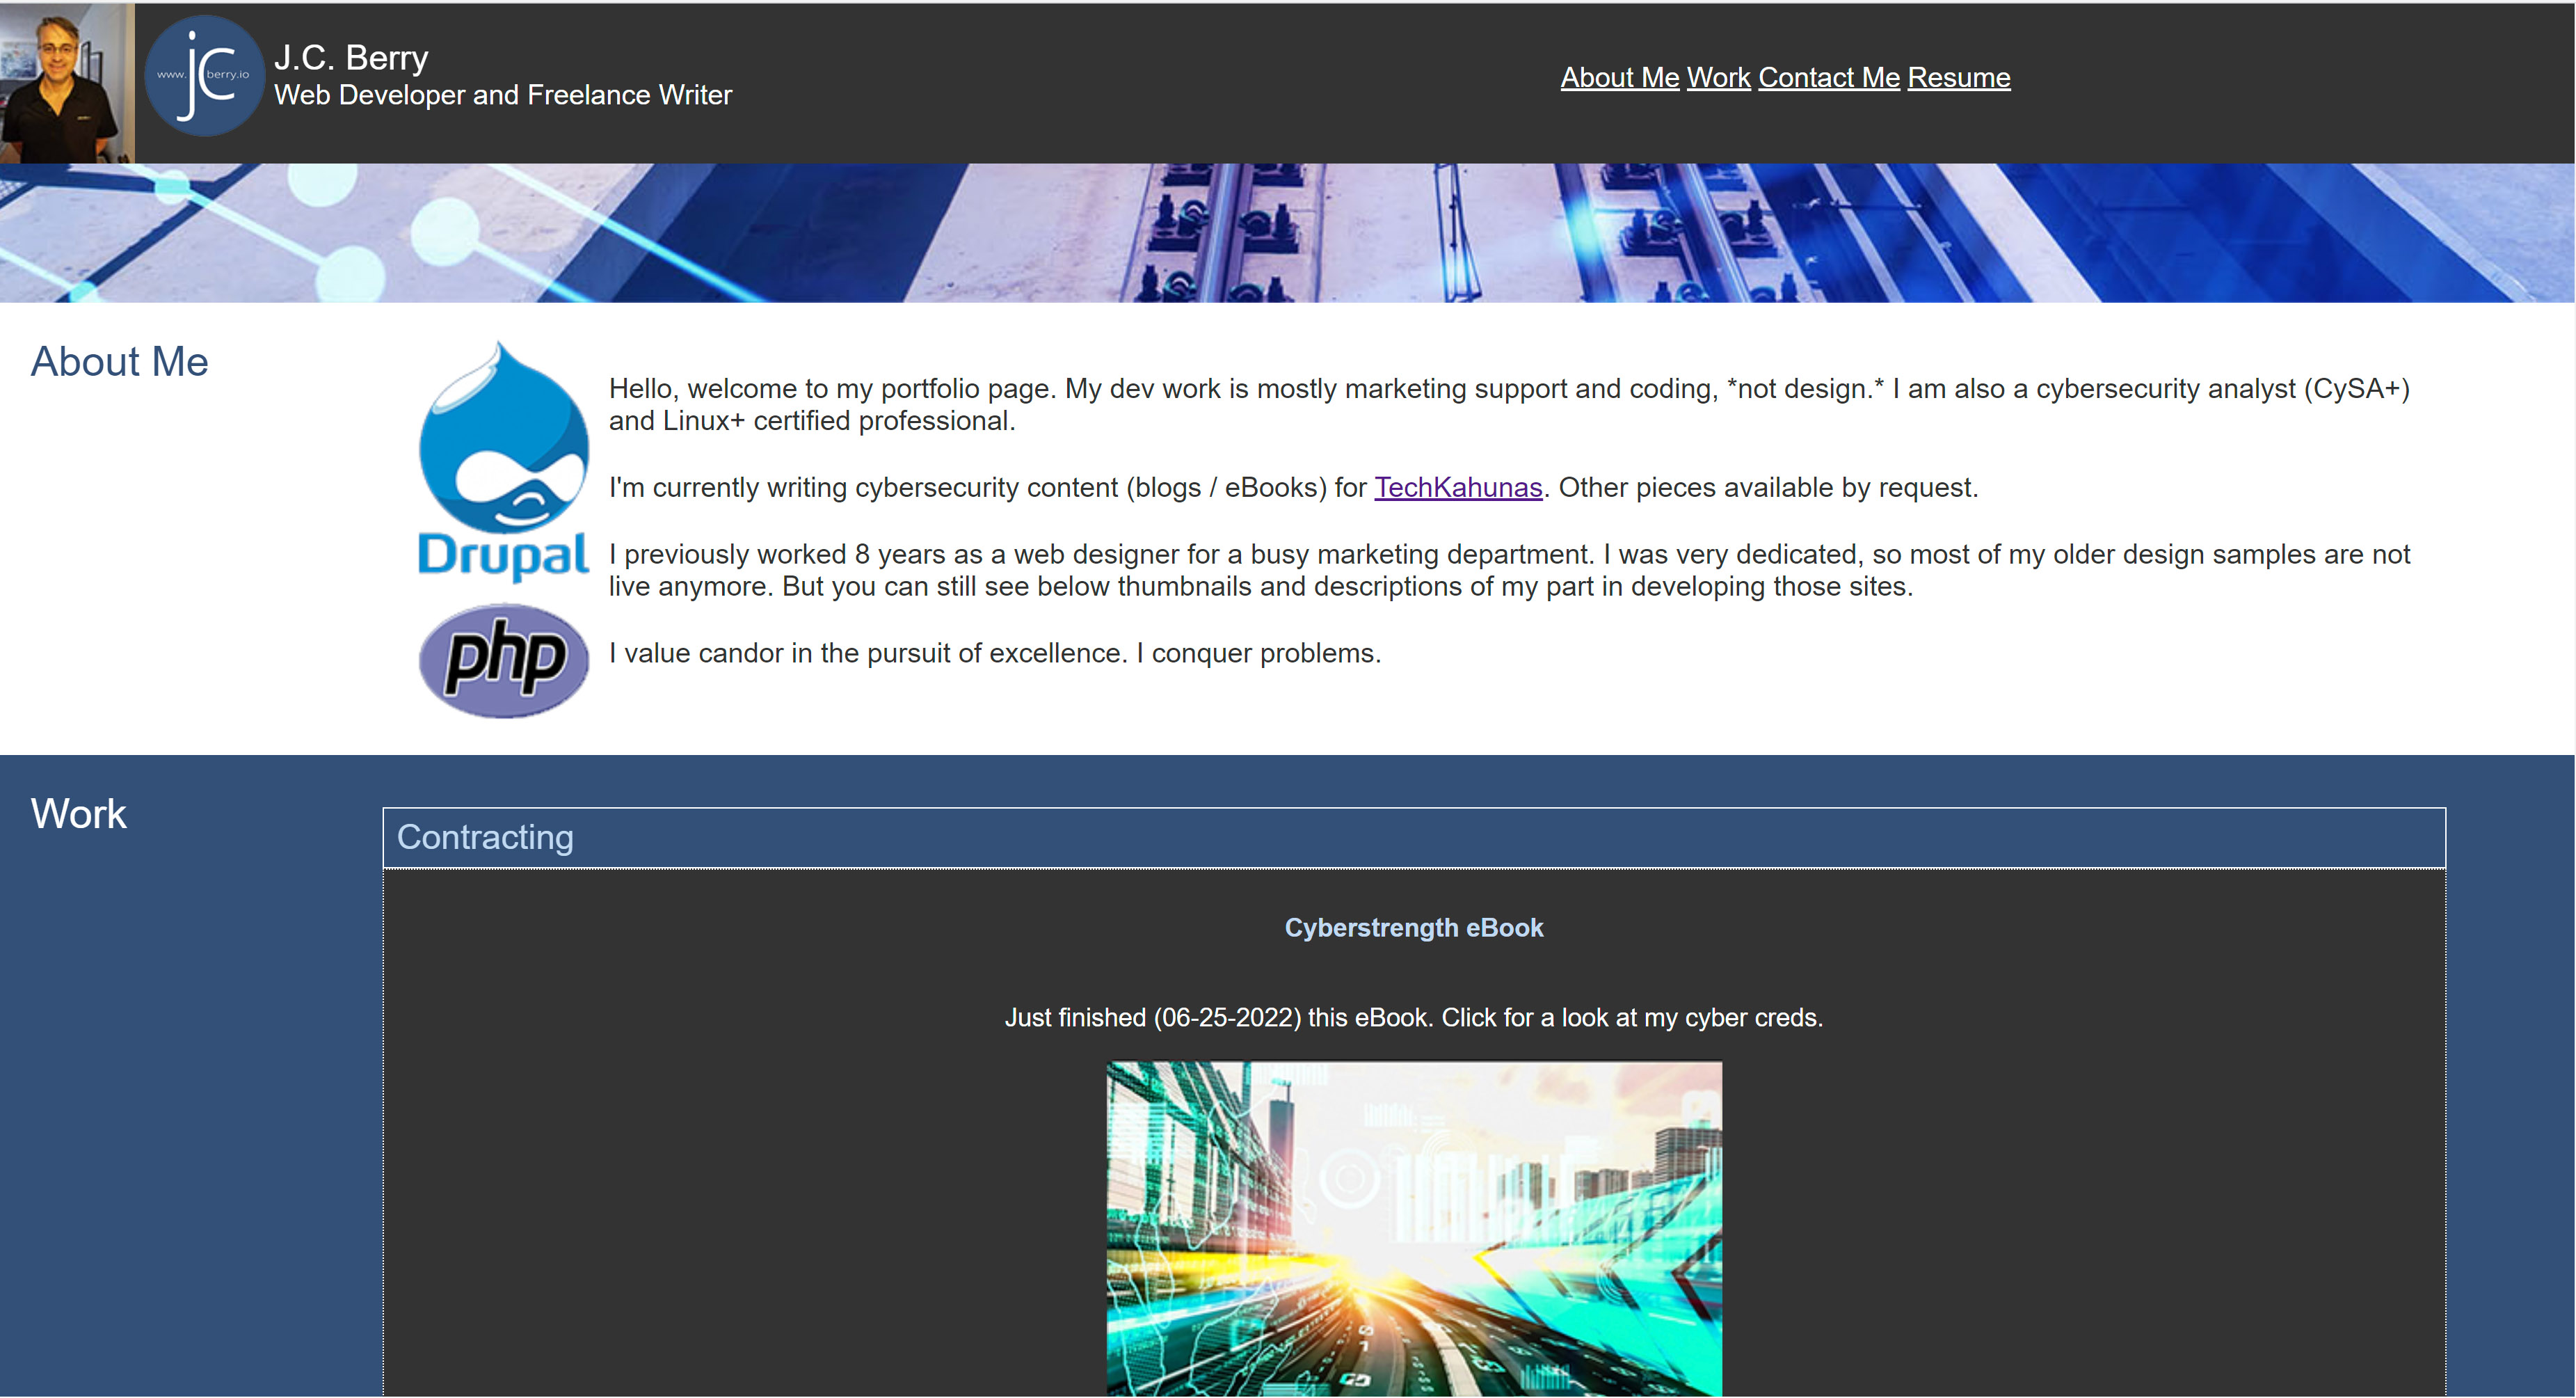 www.jcberry.io
J.C. Berry
Web Developer and Freelance Writer
About Me Work Contact Me Resume
About Me
Drupal
php
Hello, welcome to my portfolio page. My dev work is mostly marketing support and coding, *not design.* I am also a cybersecurity analyst (CySA+)
and Linux+ certified professional.
I'm currently writing cybersecurity content (blogs / eBooks) for TechKahunas. Other pieces available by request.
I previously worked 8 years as a web designer for a busy marketing department. I was very dedicated, so most of my older design samples are not
live anymore. But you can still see below thumbnails and descriptions of my part in developing those sites.
I value candor in the pursuit of excellence. I conquer problems.
Work
Contracting
Cyberstrength eBook
Just finished (06-25-2022) this eBook. Click for a look at my cyber creds.